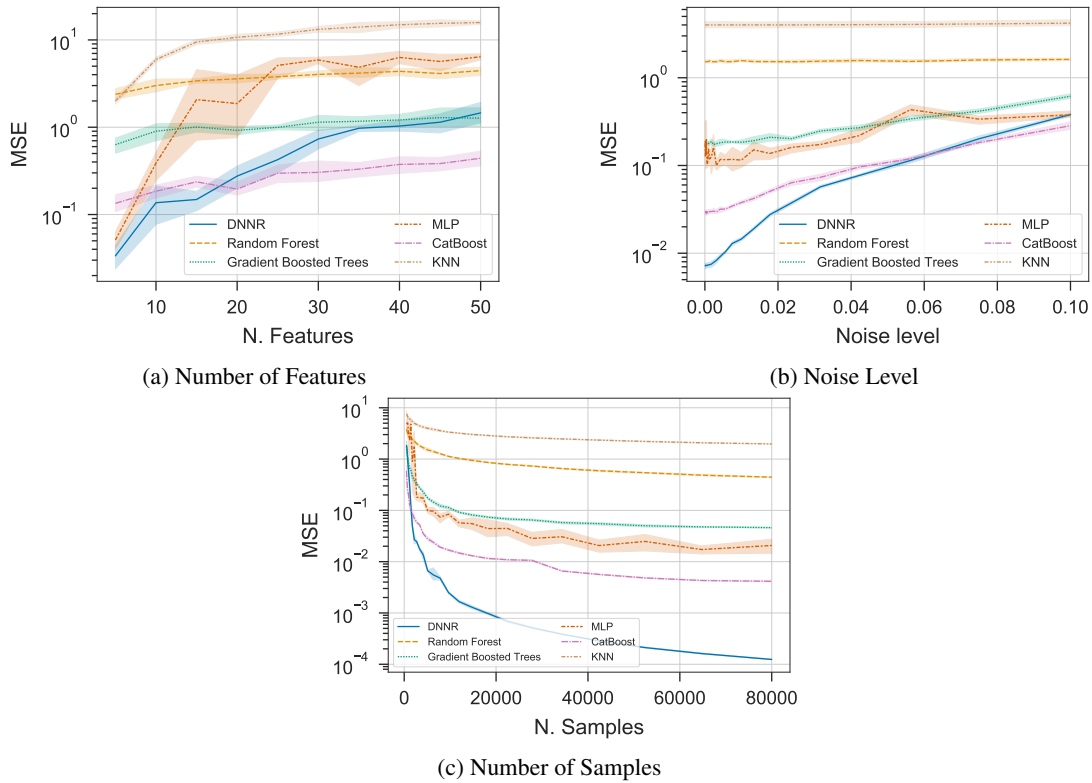 10^1
10^0
10^-1
MSE
10 20 30 40 50
N. Features
DNNR
Random Forest
Gradient Boosted Trees
MLP
CatBoost
KNN
(a) Number of Features
10^0
10^-1
10^-2
MSE
0.00 0.02 0.04 0.06 0.08 0.10
Noise level
DNNR
Random Forest
Gradient Boosted Trees
MLP
CatBoost
KNN
(b) Noise Level
10^1
10^0
10^-1
10^-2
10^-3
10^-4
MSE
0 20000 40000 60000 80000
N. Samples
DNNR
Random Forest
Gradient Boosted Trees
MLP
CatBoost
KNN
(c) Number of Samples